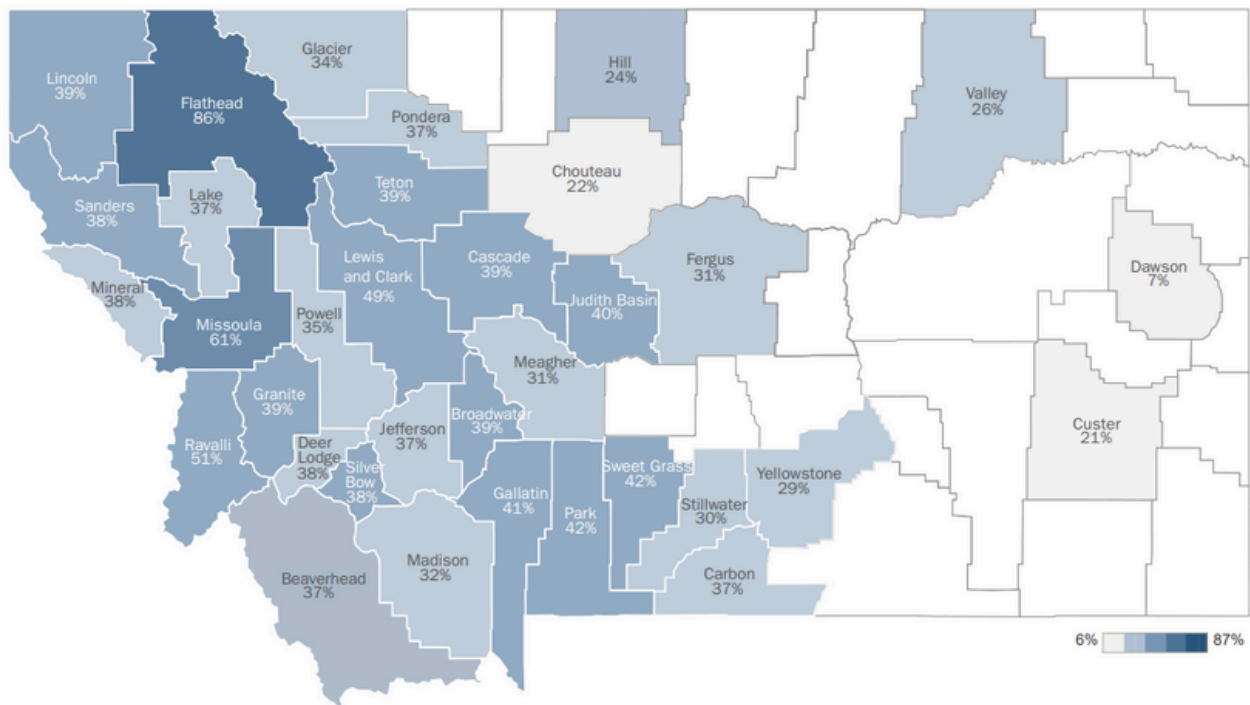 Glacier
34%
Hill
24%
Lincoln
39%
Flathead
86%
Valley
26%
Pondera
37%
Chouteau
22%
Teton
39%
Lake
37%
Sanders
38%
Lewis
and Clark
49%
Cascade
39%
Fergus
31%
Dawson
7%
Mineral
38%
Judith Basin
40%
Missoula
61%
Powell
35%
Meagher
31%
Granite
39%
Broadwater
39%
Jefferson
37%
Custer
21%
Ravalli
51%
Deer
Lodge
38%
Silve
Bow
38%
Gallatin
41%
Park
42%
Sweet Grass
42%
Yellowstone
29%
Stillwater
30%
Madison
32%
Beaverhead
37%
Carbon
37%
6% 87%